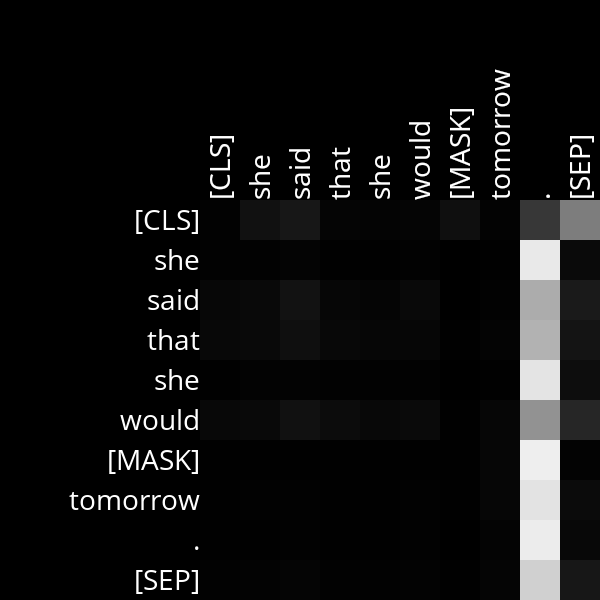 [CLS] she said that she would [MASK] tomorrow . [SEP]
[CLS]
she
said
that
she
would
[MASK]
tomorrow
.
[SEP]